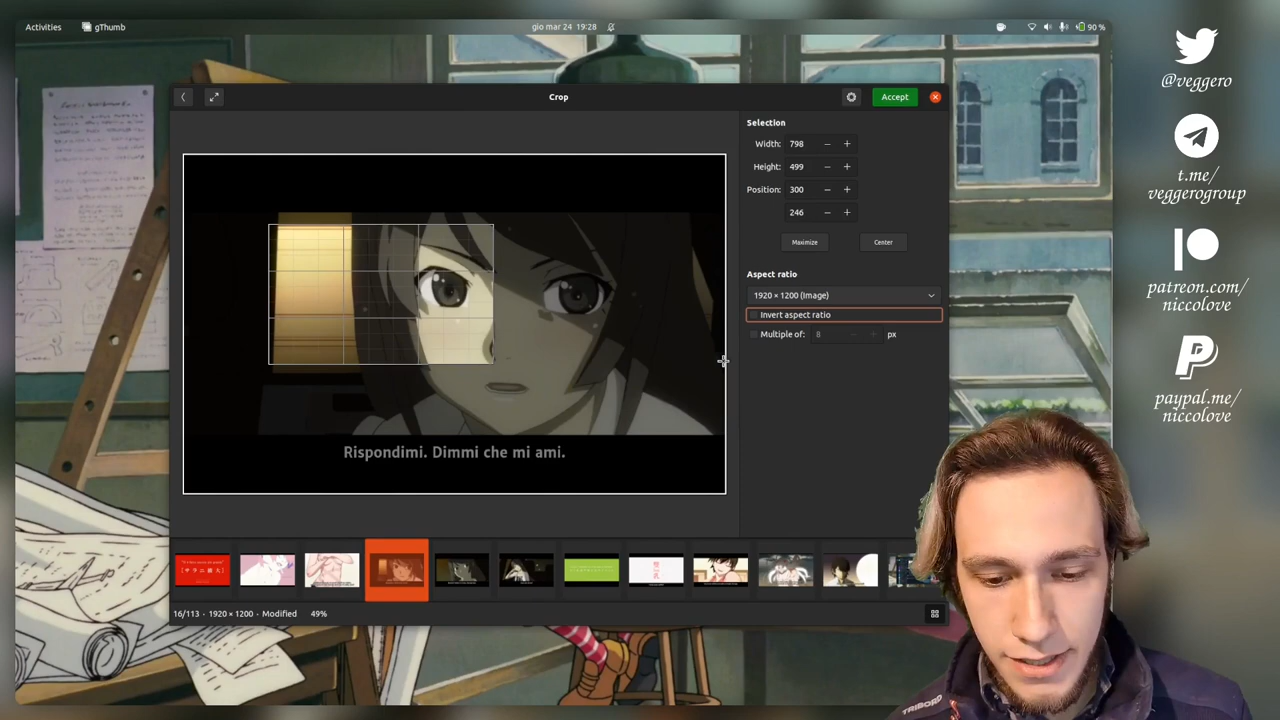 Activities
gThumb
gio mar 24 19:28
90 %
Crop
Accept
Selection
Width: 798 − +
Height: 499 − +
Position: 300 − +
246 − +
Maximize
Center
Aspect ratio
1920 × 1200 (Image)
Invert aspect ratio
Multiple of: 8 − + px
Rispondimi. Dimmi che mi ami.
16/113 · 1920 × 1200 · Modified 49%
@veggero
t.me/
veggerogroup
patreon.com/
niccolove
paypal.me/
niccolove
TRIBORD